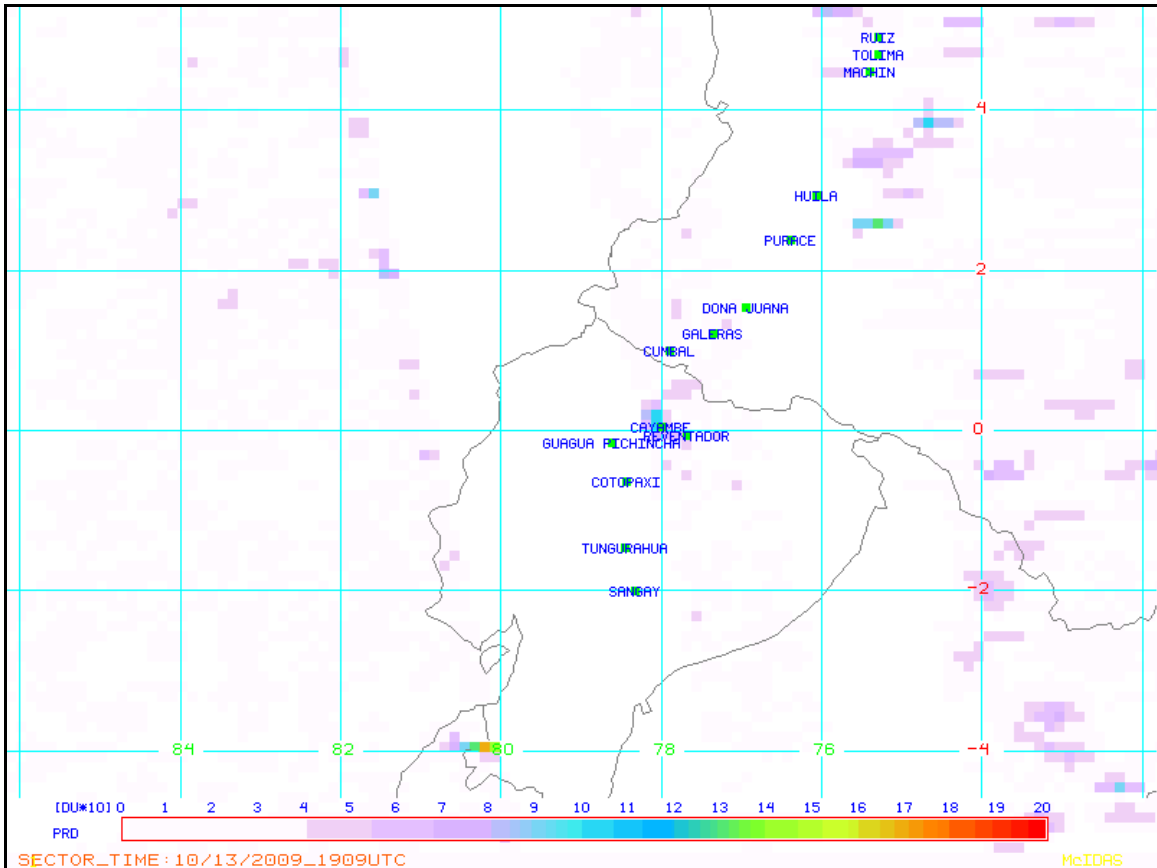 RUIZ
TOLIMA
MACHIN
4
HUILA
PURACE
2
DONA JUANA
GALERAS
CUMBAL
CAYAMBE
0
REVENTADOR
GUAGUA PICHINCHA
COTOPAXI
TUNGURAHUA
-2
SANGAY
84 82 80 78 76 -4
[DU*10] 0 1 2 3 4 5 6 7 8 9 10 11 12 13 14 15 16 17 18 19 20
PRD
SECTOR_TIME:10/13/2009_1909UTC McIDAS